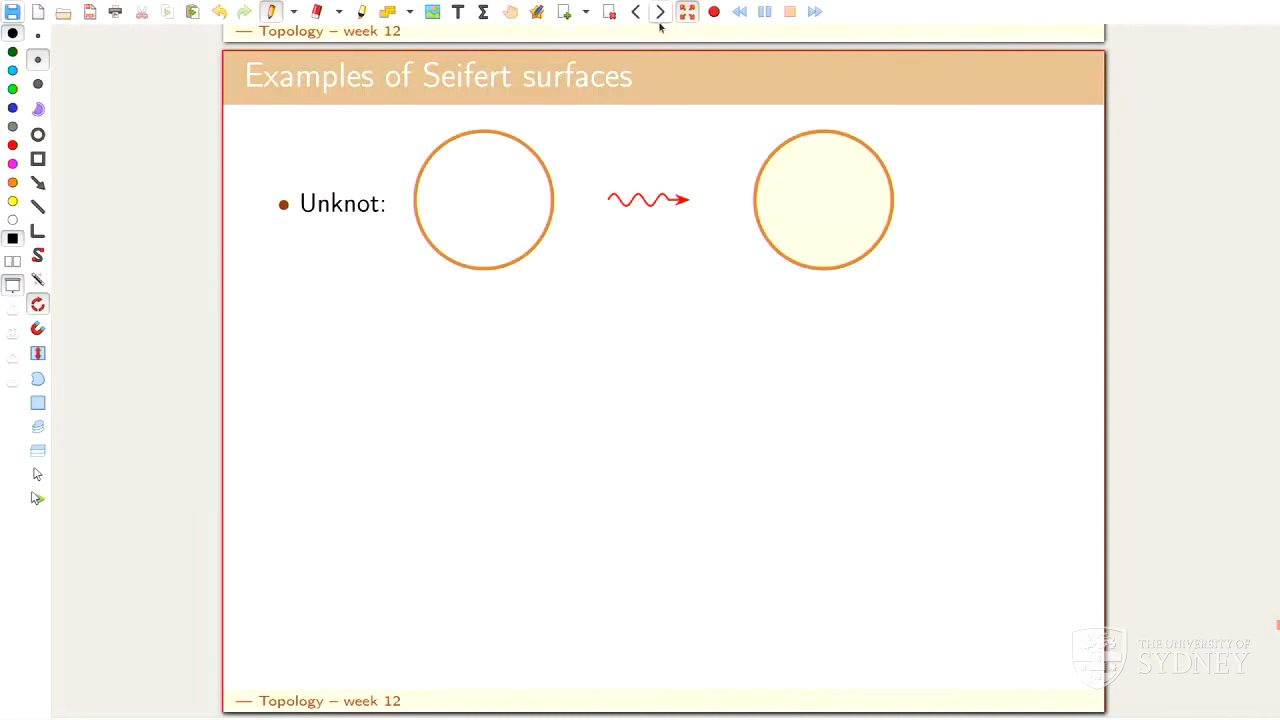 — Topology – week 12
Examples of Seifert surfaces
• Unknot:
THE UNIVERSITY OF
SYDNEY
— Topology – week 12